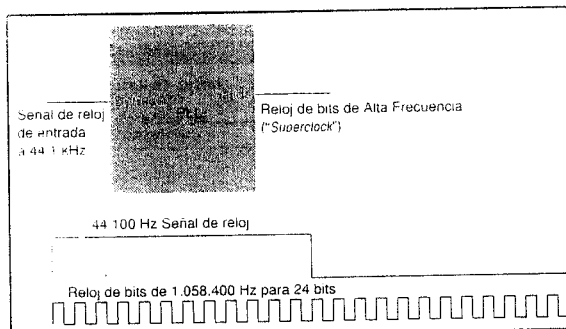 PLL
Señal de reloj
de entrada
a 44.1 kHz
Reloj de bits de Alta Frecuencia
("Superclock")
44.100 Hz Señal de reloj
Reloj de bits de 1.058.400 Hz para 24 bits